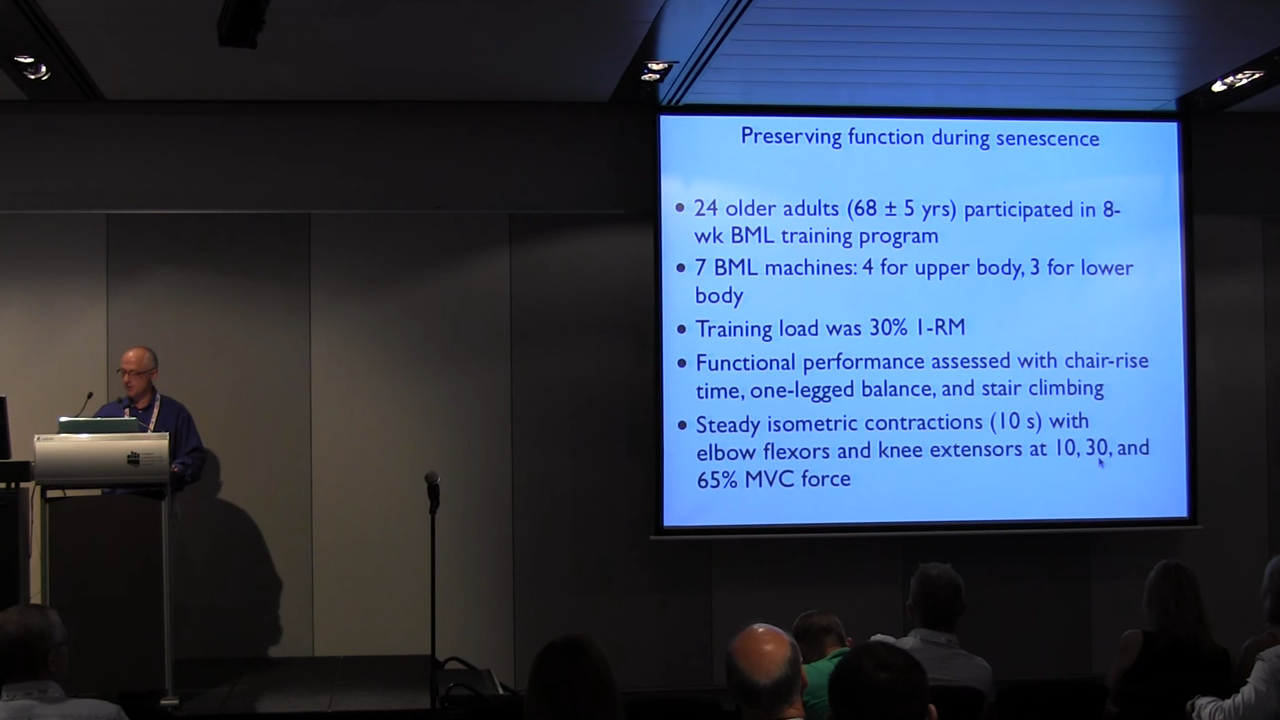 Preserving function during senescence
• 24 older adults (68 ± 5 yrs) participated in 8-
wk BML training program
• 7 BML machines: 4 for upper body, 3 for lower
body
• Training load was 30% 1-RM
• Functional performance assessed with chair-rise
time, one-legged balance, and stair climbing
• Steady isometric contractions (10 s) with
elbow flexors and knee extensors at 10, 30, and
65% MVC force